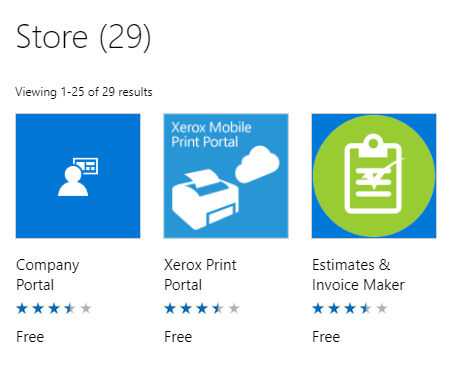 Store (29)
Viewing 1-25 of 29 results
Xerox Mobile
Print Portal
Company
Portal
Free
Xerox Print
Portal
Free
Estimates &
Invoice Maker
Free